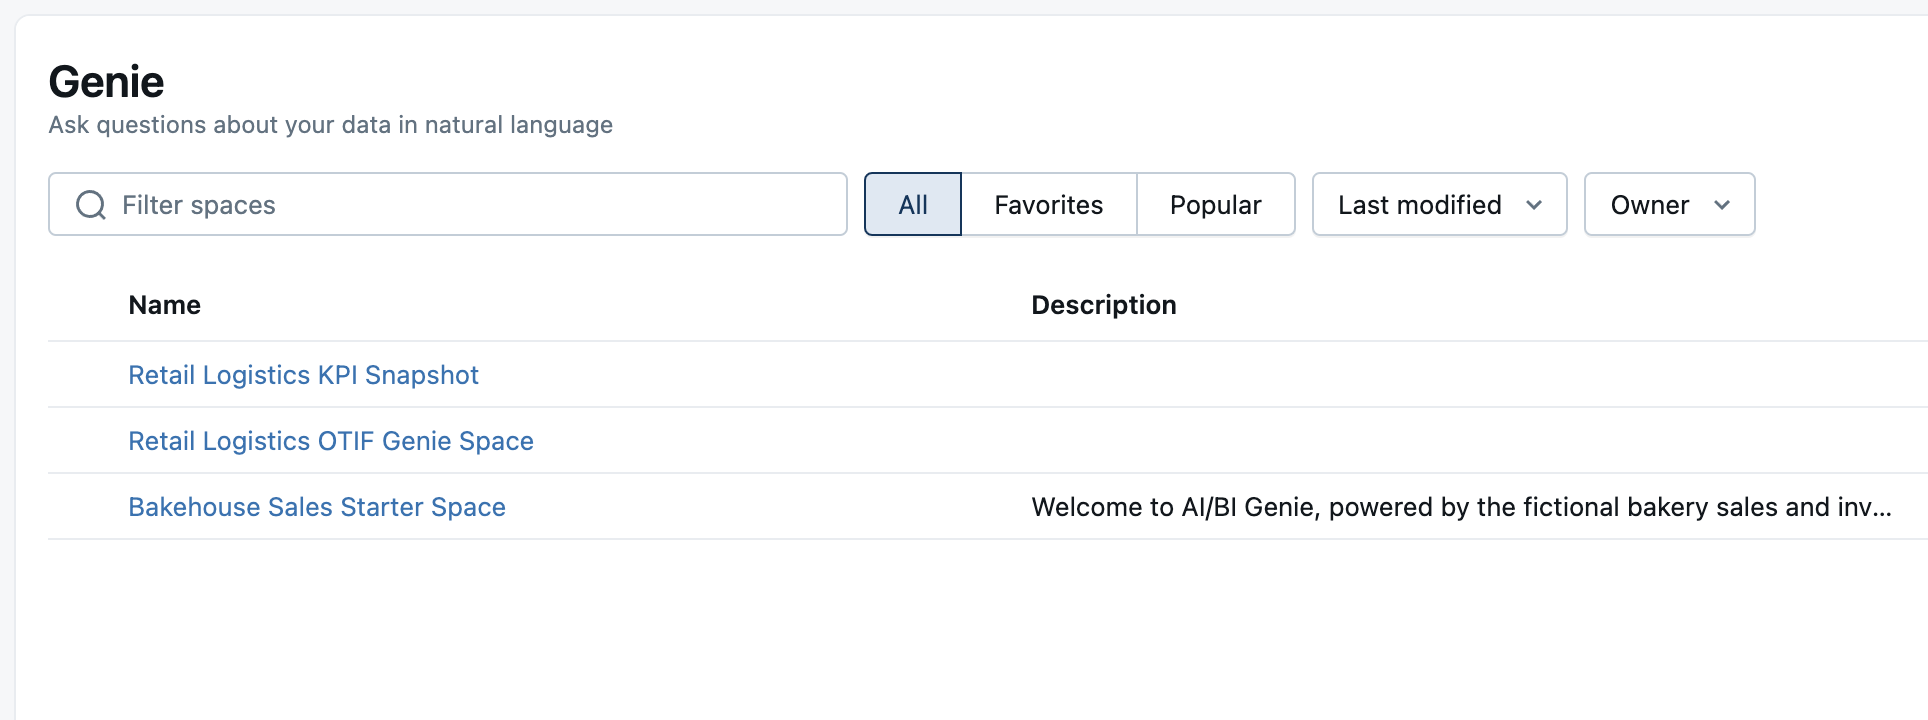 Genie
Ask questions about your data in natural language
Filter spaces
All
Favorites
Popular
Last modified
Owner
Name
Description
Retail Logistics KPI Snapshot
Retail Logistics OTIF Genie Space
Bakehouse Sales Starter Space
Welcome to AI/BI Genie, powered by the fictional bakery sales and inv...